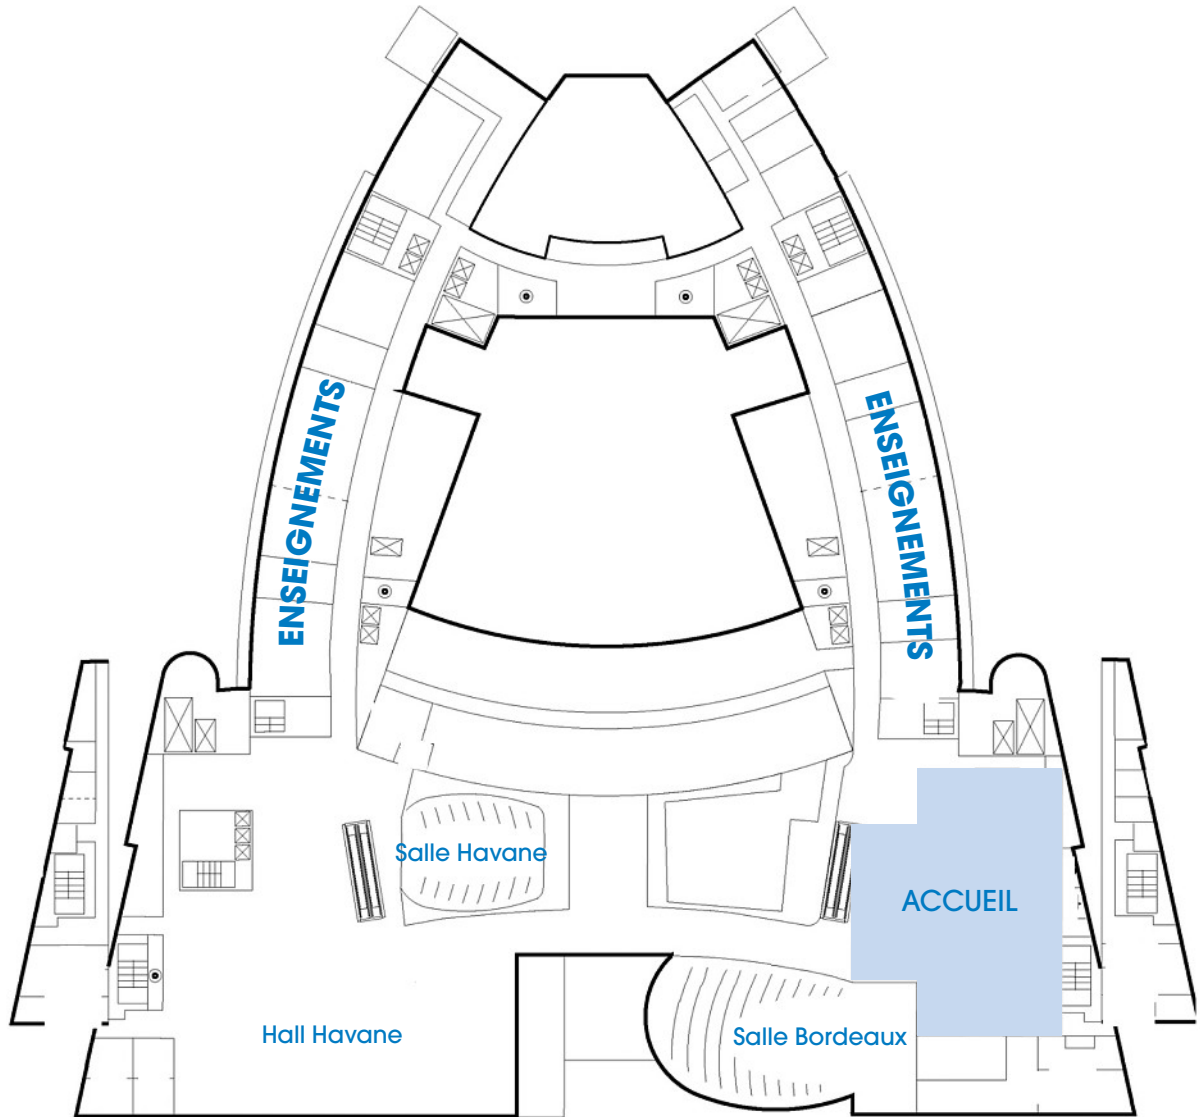 ENSEIGNEMENTS
ENSEIGNEMENTS
Salle Havane
ACCUEIL
Hall Havane
Salle Bordeaux